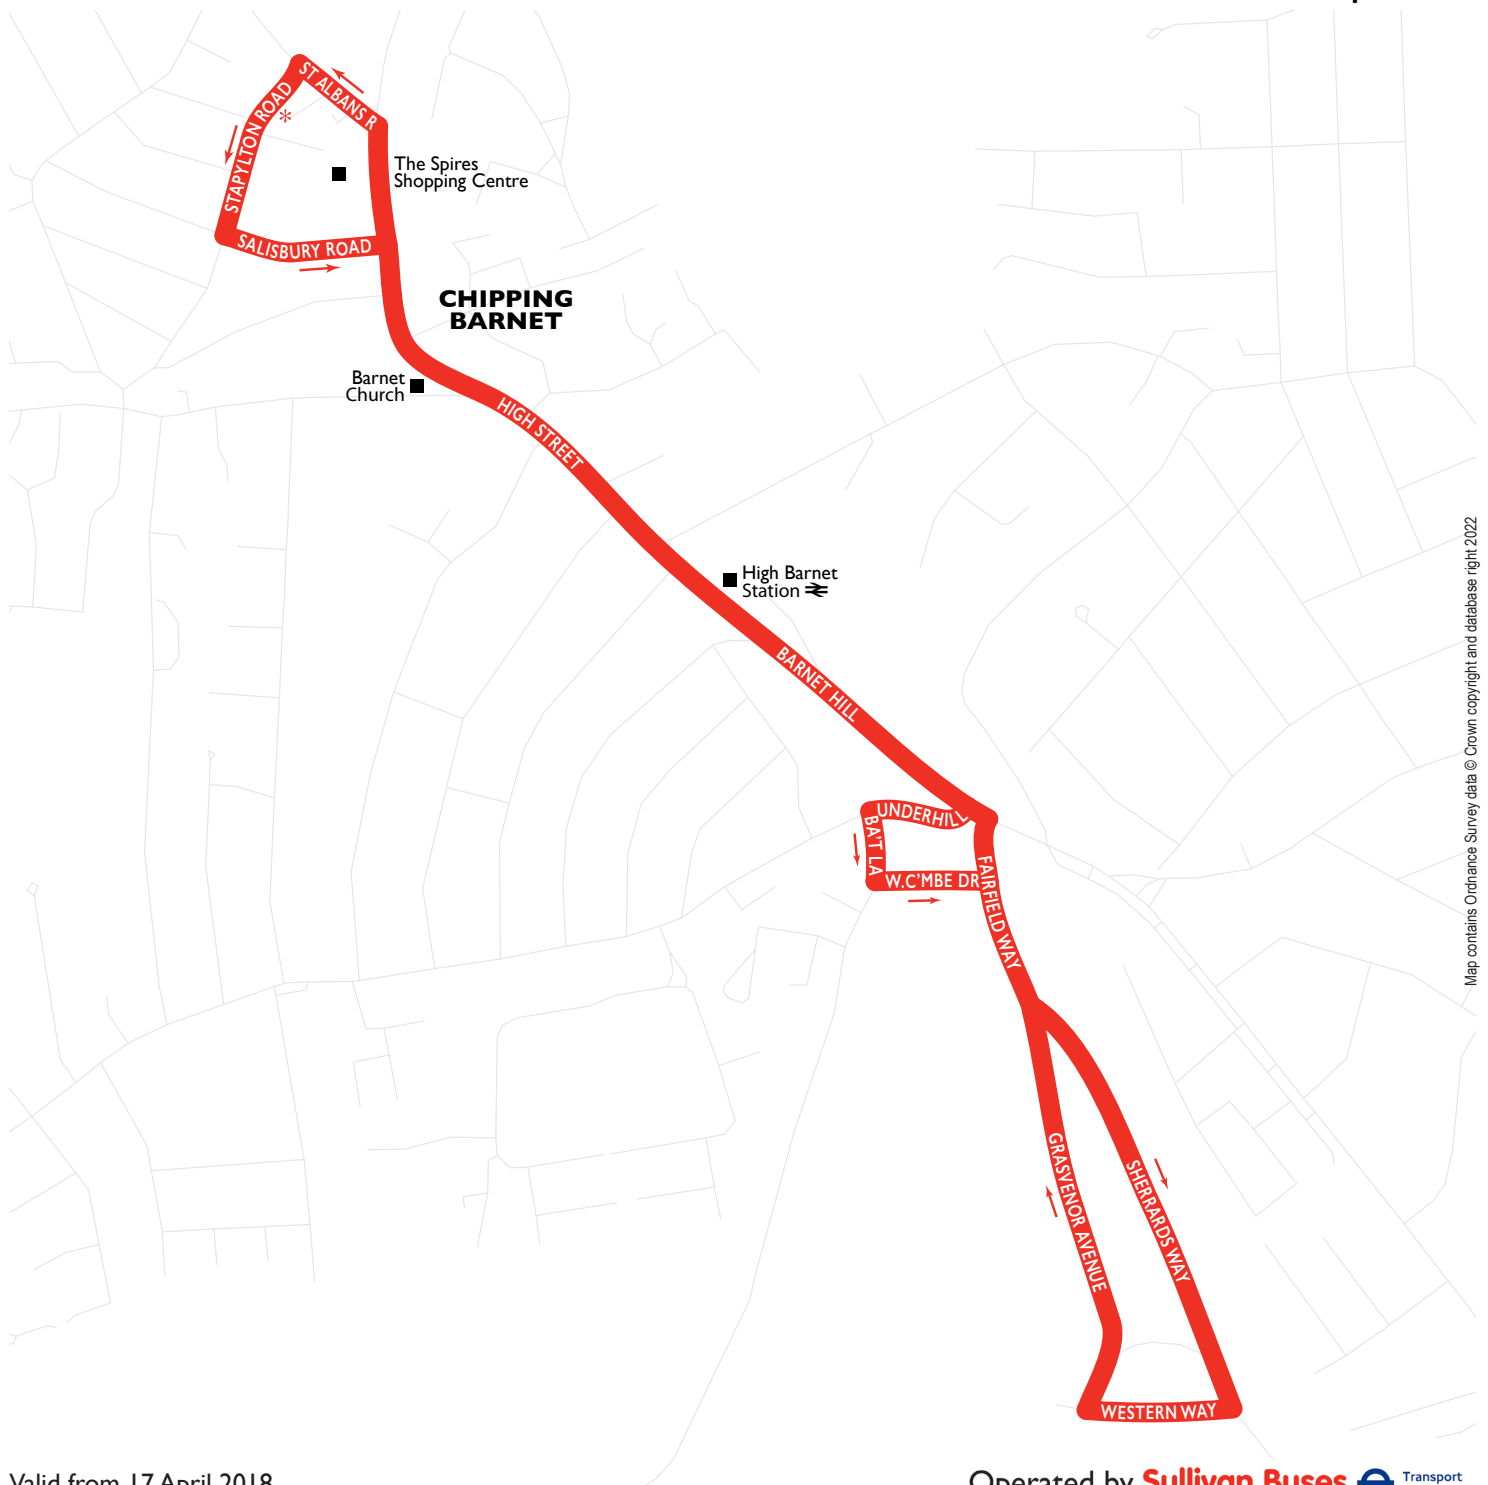 ST ALBANS R
STAPYLTON ROAD
*
The Spires
Shopping Centre
SALISBURY ROAD
CHIPPING
BARNET
Barnet
Church
HIGH STREET
High Barnet
Station
BARNET HILL
UNDERHILL
BA'T LA
W.C'MBE DR
FAIRFIELD WAY
GRASVENOR AVENUE
SHERRARDS WAY
WESTERN WAY
Map contains Ordnance Survey data © Crown copyright and database right 2022
Valid from 17 April 2018
Operated by Sullivan Buses
Transport